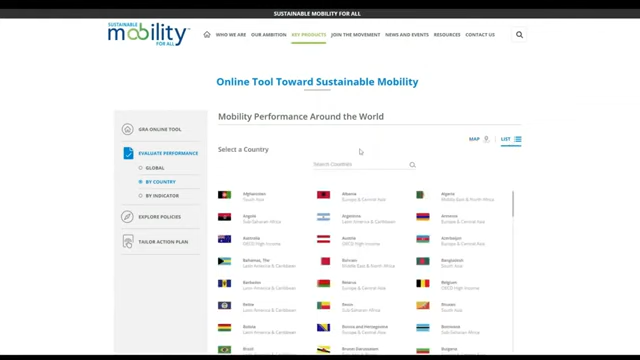 SUSTAINABLE MOBILITY FOR ALL
SUSTAINABLE
mobility™
FOR ALL
WHO WE ARE
OUR AMBITION
KEY PRODUCTS
JOIN THE MOVEMENT
NEWS AND EVENTS
RESOURCES
CONTACT US
Online Tool Toward Sustainable Mobility
GRA ONLINE TOOL
EVALUATE PERFORMANCE
GLOBAL
BY COUNTRY
BY INDICATOR
EXPLORE POLICIES
TAILOR ACTION PLAN
Mobility Performance Around the World
MAP
LIST
Select a Country
Search Countries
Afghanistan
South Asia
Albania
Europe & Central Asia
Algeria
Middle East & North Africa
Angola
Sub-Saharan Africa
Argentina
Latin America & Caribbean
Armenia
Europe & Central Asia
Australia
OECD High Income
Austria
OECD High Income
Azerbaijan
Europe & Central Asia
Bahamas, The
Latin America & Caribbean
Bahrain
Middle East & North Africa
Bangladesh
South Asia
Barbados
Latin America & Caribbean
Belarus
Europe & Central Asia
Belgium
OECD High Income
Belize
Latin America & Caribbean
Benin
Sub-Saharan Africa
Bhutan
South Asia
Bolivia
Latin America & Caribbean
Bosnia and Herzegovina
Europe & Central Asia
Botswana
Sub-Saharan Africa
Brazil
Brunei Darussalam
Bulgaria